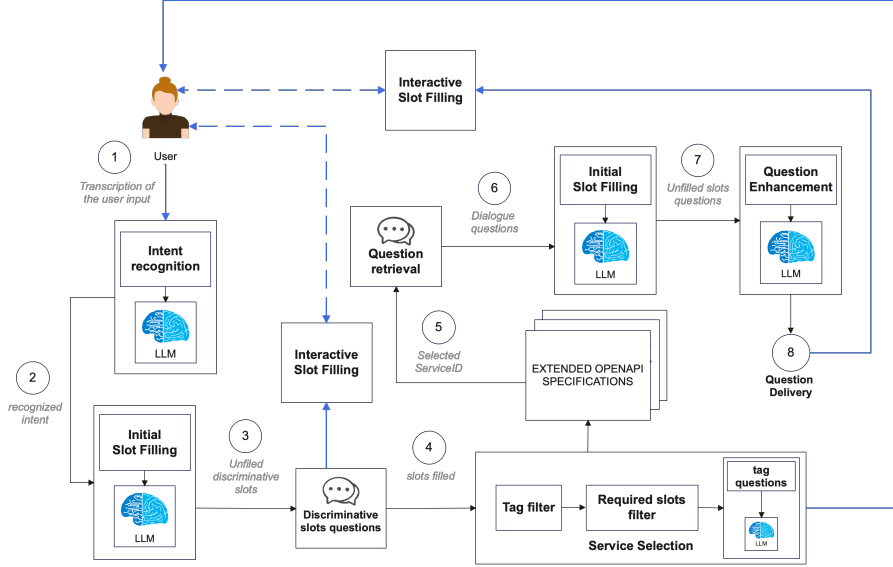 Interactive
Slot Filling
User
1
Transcription of
the user input
Intent
recognition
LLM
2
recognized
intent
Initial
Slot Filling
LLM
3
Unfiled
discriminative
slots
Interactive
Slot Filling
Discriminative
slots questions
4
slots filled
Tag filter
Required slots
filter
tag
questions
LLM
Service Selection
EXTENDED OPENAPI
SPECIFICATIONS
5
Selected
ServiceID
Question
retrieval
6
Dialogue
questions
Initial
Slot Filling
LLM
7
Unfilled slots
questions
Question
Enhancement
LLM
8
Question
Delivery